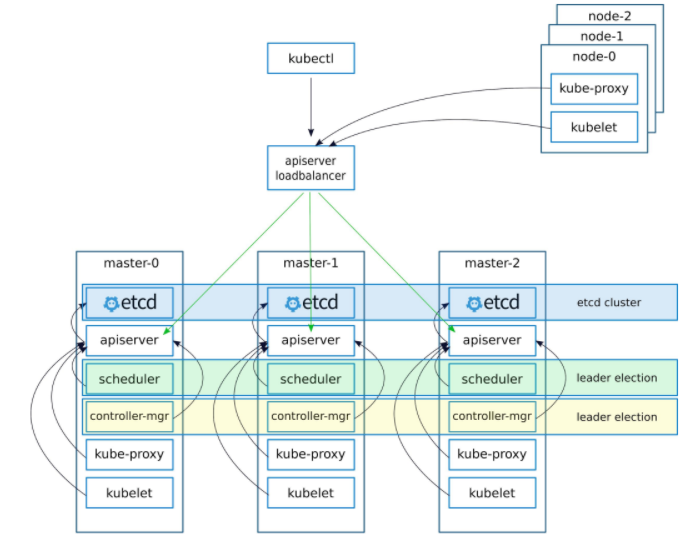 node-2
node-1
node-0
kubectl
kube-proxy
kubelet
apiserver
loadbalancer
master-0
master-1
master-2
etcd
etcd
etcd
etcd cluster
apiserver
apiserver
apiserver
scheduler
scheduler
scheduler
leader election
controller-mgr
controller-mgr
controller-mgr
leader election
kube-proxy
kube-proxy
kube-proxy
kubelet
kubelet
kubelet